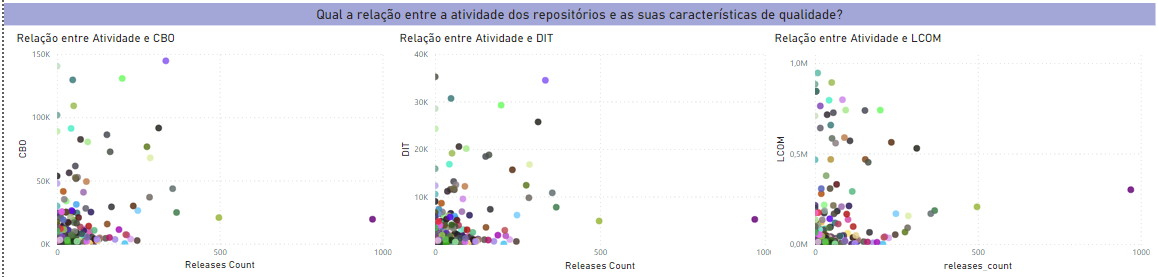 Qual a relação entre a atividade dos repositórios e as suas características de qualidade?
Relação entre Atividade e CBO
150K
100K
50K
0K
CBO
0
500
1000
Releases Count
Relação entre Atividade e DIT
40K
30K
20K
10K
0K
DIT
0
500
1000
Releases Count
Relação entre Atividade e LCOM
1,0M
0,5M
0,0M
LCOM
0
500
1000
releases_count